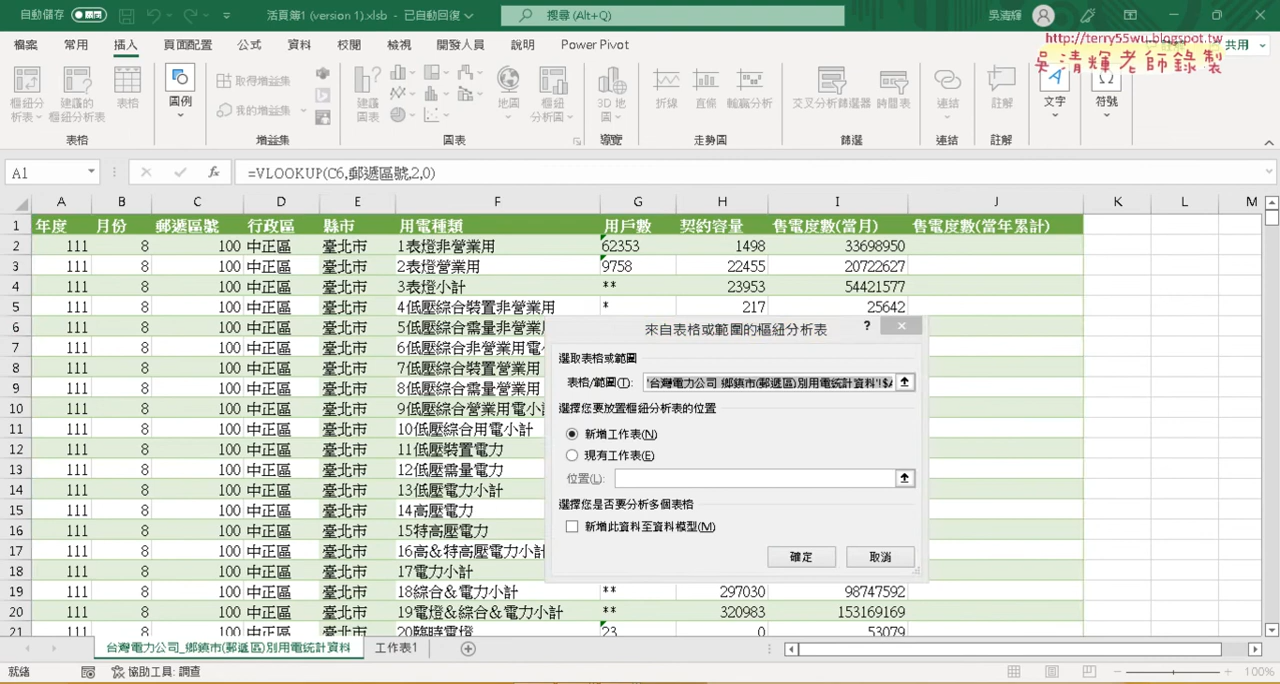 自動儲存 活頁簿1 (version 1).xlsb - 已自動回復 搜尋 (Alt+Q) 吳清輝
http://terry55wu.blogspot.tw
吳清輝老師錄製
檔案 常用 插入 頁面配置 公式 資料 校閱 檢視 開發人員 說明 Power Pivot 共用
樞紐分析表 建議的樞紐分析表 表格 圖例 取得增益集 我的增益集 建議圖表 地圖 樞紐分析圖 3D 地圖 折線 直條 輸贏分析 交叉分析篩選器 時間表 連結 註解 文字 符號
表格 增益集 圖表 導覽 走勢圖 篩選 連結 註解
A1 fx =VLOOKUP(C6,郵遞區號,2,0)
A B C D E F G H I J K L M
1 年度 月份 郵遞區號 行政區 縣市 用電種類 用戶數 契約容量 售電度數(當月) 售電度數(當年累計)
2 111 8 100 中正區 臺北市 1表燈非營業用 62353 1498 33698950
3 111 8 100 中正區 臺北市 2表燈營業用 9758 22455 20722627
4 111 8 100 中正區 臺北市 3表燈小計 ** 23953 54421577
5 111 8 100 中正區 臺北市 4低壓綜合裝置非營業用 * 217 25642
6 111 8 100 中正區 臺北市 5低壓綜合需量非營業
7 111 8 100 中正區 臺北市 6低壓綜合非營業用電
8 111 8 100 中正區 臺北市 7低壓綜合裝置營業用
9 111 8 100 中正區 臺北市 8低壓綜合需量營業用
10 111 8 100 中正區 臺北市 9低壓綜合營業用電小
11 111 8 100 中正區 臺北市 10低壓綜合用電小計
12 111 8 100 中正區 臺北市 11低壓裝置電力
13 111 8 100 中正區 臺北市 12低壓需量電力
14 111 8 100 中正區 臺北市 13低壓電力小計
15 111 8 100 中正區 臺北市 14高壓電力
16 111 8 100 中正區 臺北市 15特高壓電力
17 111 8 100 中正區 臺北市 16高&特高壓電力小計
18 111 8 100 中正區 臺北市 17電力小計
19 111 8 100 中正區 臺北市 18綜合&電力小計 ** 297030 98747592
20 111 8 100 中正區 臺北市 19電燈&綜合&電力小計 ** 320983 153169169
21 111 8 100 中正區 臺北市 20臨時電燈 23 0 53079
來自表格或範圍的樞紐分析表 ?
選取表格或範圍
表格/範圍(T): '台灣電力公司_鄉鎮市(郵遞區)別用電統計資料'!$A
選擇您要放置樞紐分析表的位置
新增工作表(N)
現有工作表(E)
位置(L):
選擇您是否要分析多個表格
新增此資料至資料模型(M)
確定 取消
台灣電力公司_鄉鎮市(郵遞區)別用電統計資料 工作表1
就緒 協助工具: 調查 100%